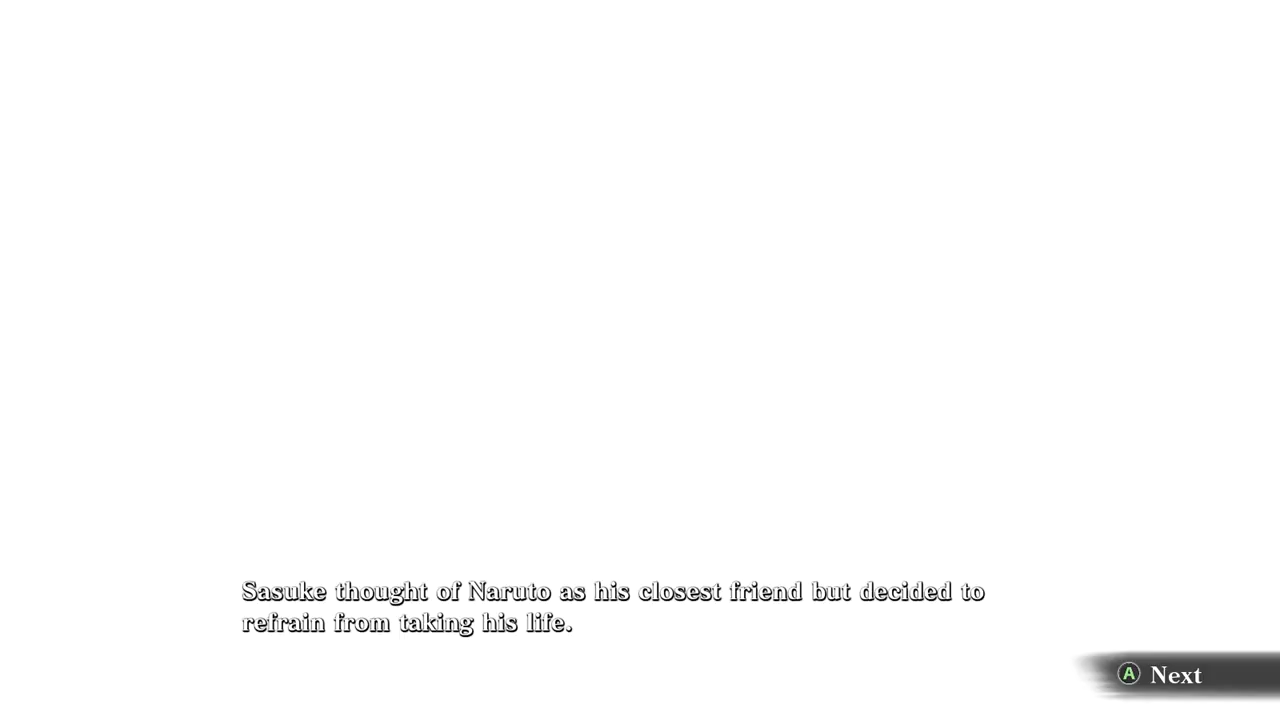 Sasuke thought of Naruto as his closest friend but decided to
refrain from taking his life.
A Next